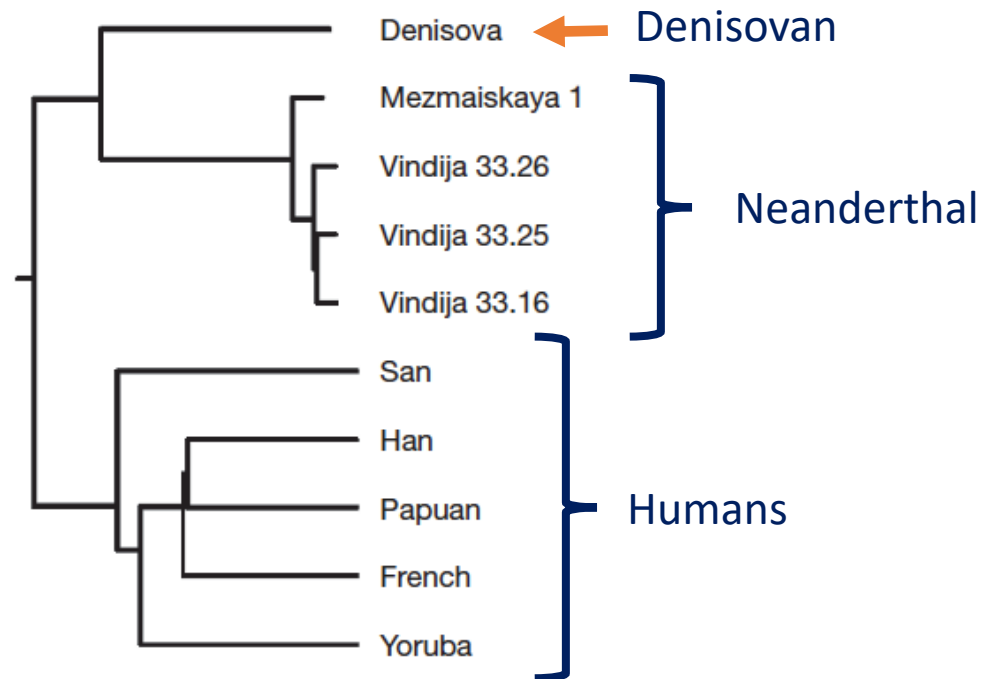 Denisova
Denisovan
Mezmaiskaya 1
Vindija 33.26
Neanderthal
Vindija 33.25
Vindija 33.16
San
Han
Papuan
Humans
French
Yoruba